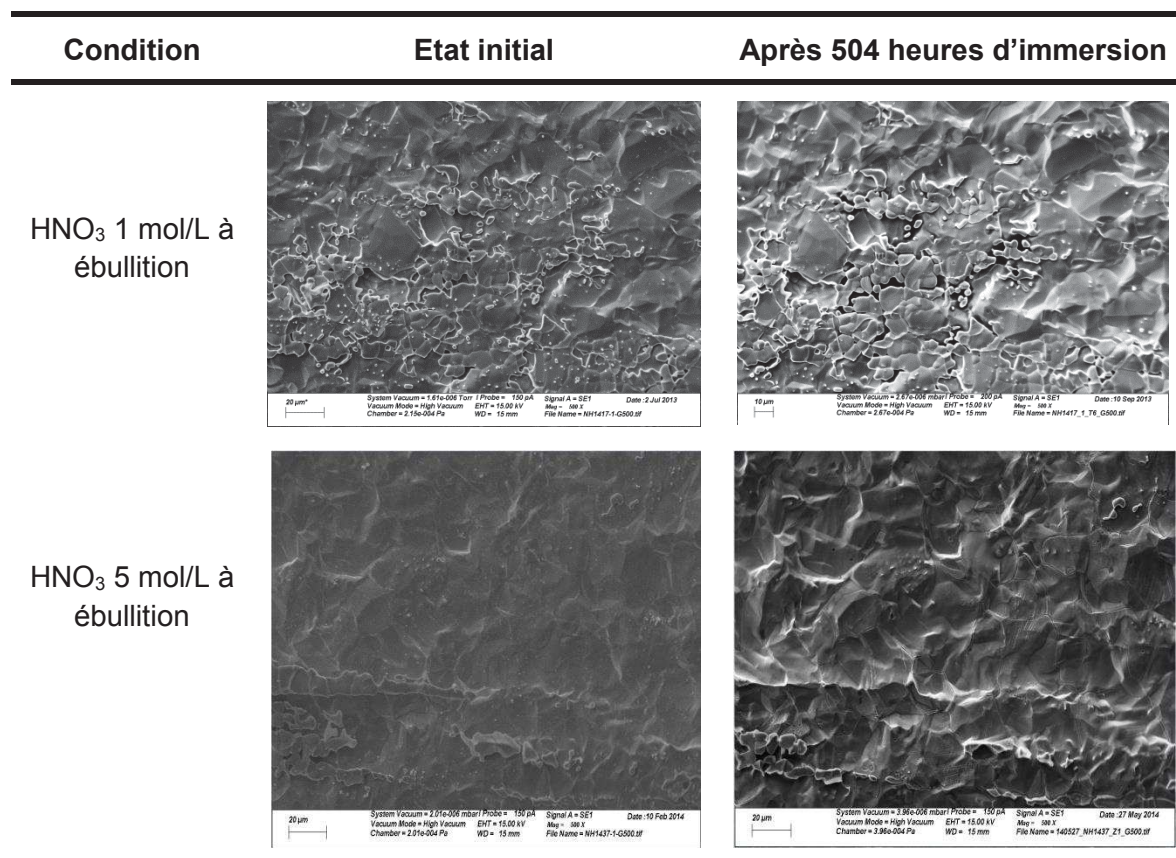 Condition Etat initial Après 504 heures d'immersion
HNO₃ 1 mol/L à
ébullition
20 µm*
System Vacuum = 1.61e-006 Torr I Probe = 150 pA Signal A = SE1 Date :2 Jul 2013
Vacuum Mode = High Vacuum EHT = 15.00 kV Mag = 500 X
Chamber = 2.15e-004 Pa WD = 15 mm File Name = NH1417-1-G500.tif
10 µm
System Vacuum = 2.67e-006 mbar I Probe = 200 pA Signal A = SE1 Date :10 Sep 2013
Vacuum Mode = High Vacuum EHT = 15.00 kV Mag = 500 X
Chamber = 2.67e-004 Pa WD = 15 mm File Name = NH1417_1_T6_G500.tif
HNO₃ 5 mol/L à
ébullition
20 µm
System Vacuum = 2.01e-006 mbar I Probe = 150 pA Signal A = SE1 Date :10 Feb 2014
Vacuum Mode = High Vacuum EHT = 15.00 kV Mag = 500 X
Chamber = 2.01e-004 Pa WD = 15 mm File Name = NH1437-1-G500.tif
20 µm
System Vacuum = 3.96e-006 mbar I Probe = 150 pA Signal A = SE1 Date :27 May 2014
Vacuum Mode = High Vacuum EHT = 15.00 kV Mag = 500 X
Chamber = 3.96e-004 Pa WD = 15 mm File Name = 140527_NH1437_Z1_G500.tif